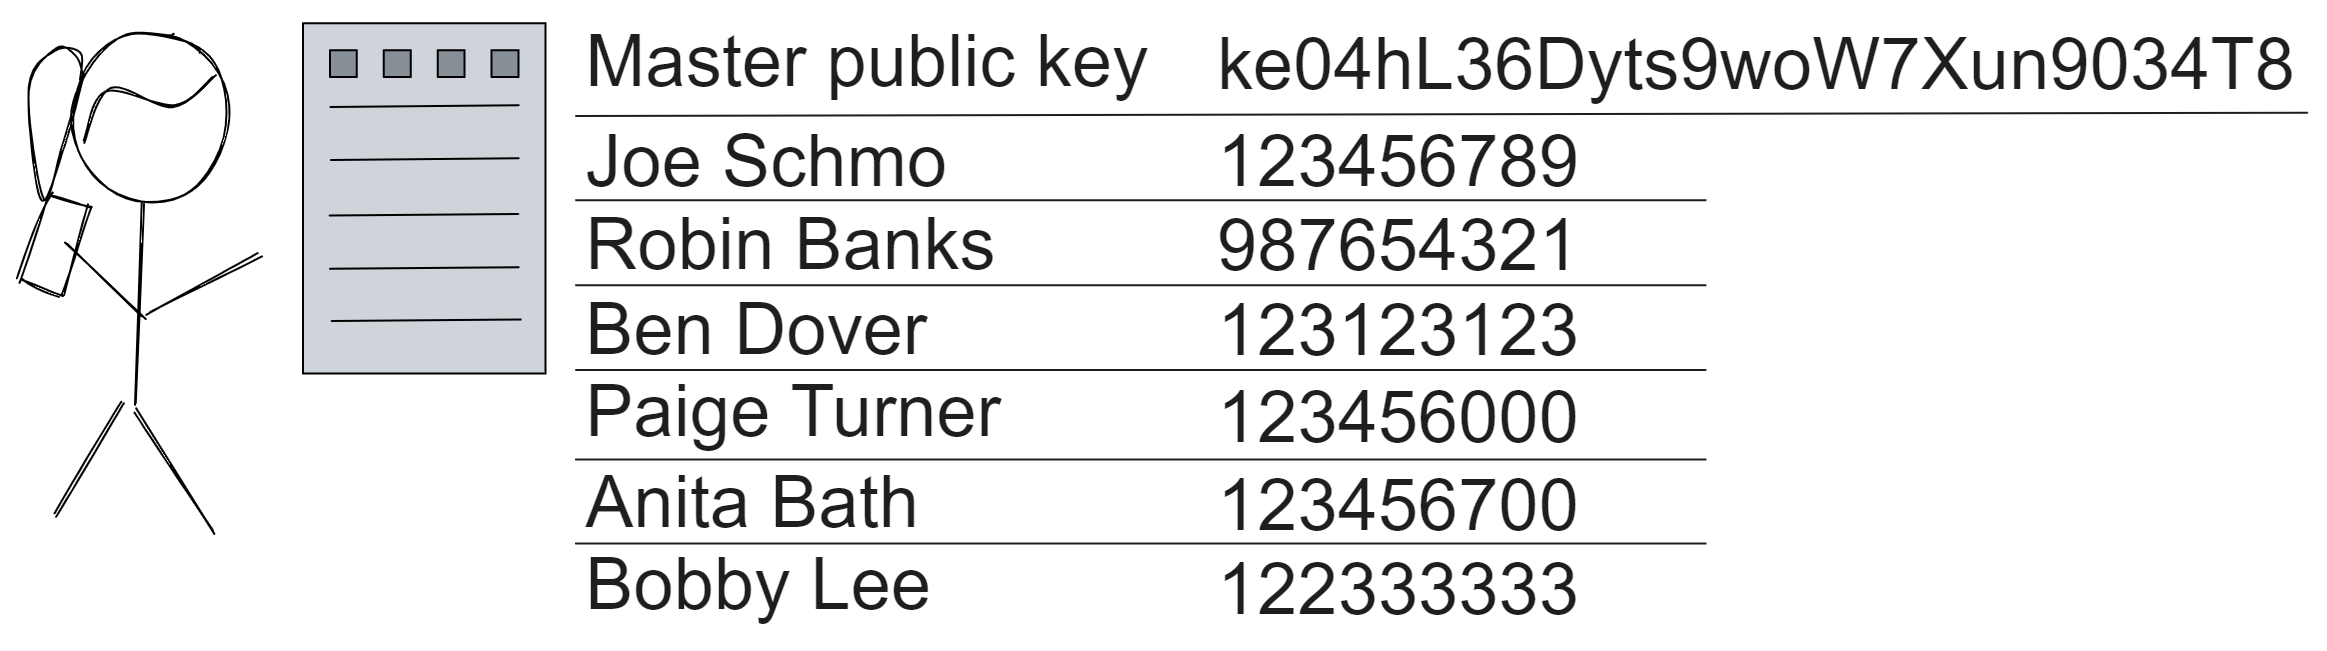 Master public key ke04hL36Dyts9woW7Xun9034T8
Joe Schmo 123456789
Robin Banks 987654321
Ben Dover 123123123
Paige Turner 123456000
Anita Bath 123456700
Bobby Lee 122333333